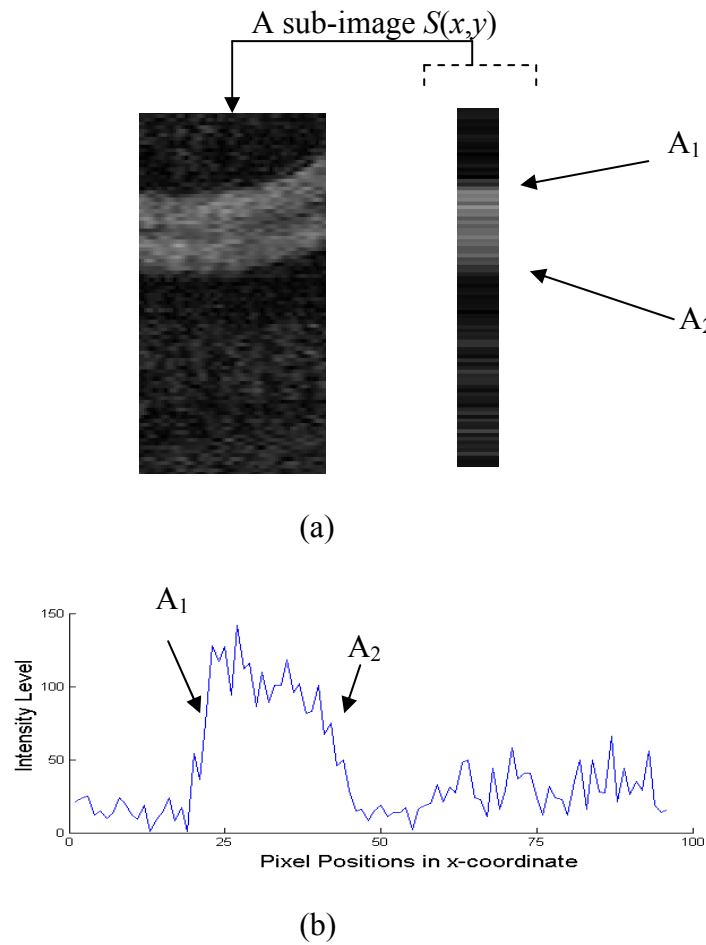 A sub-image S(x,y)
A₁
A₂
(a)
A₁
A₂
150
100
50
0
Intensity Level
0 25 50 75 100
Pixel Positions in x-coordinate
(b)